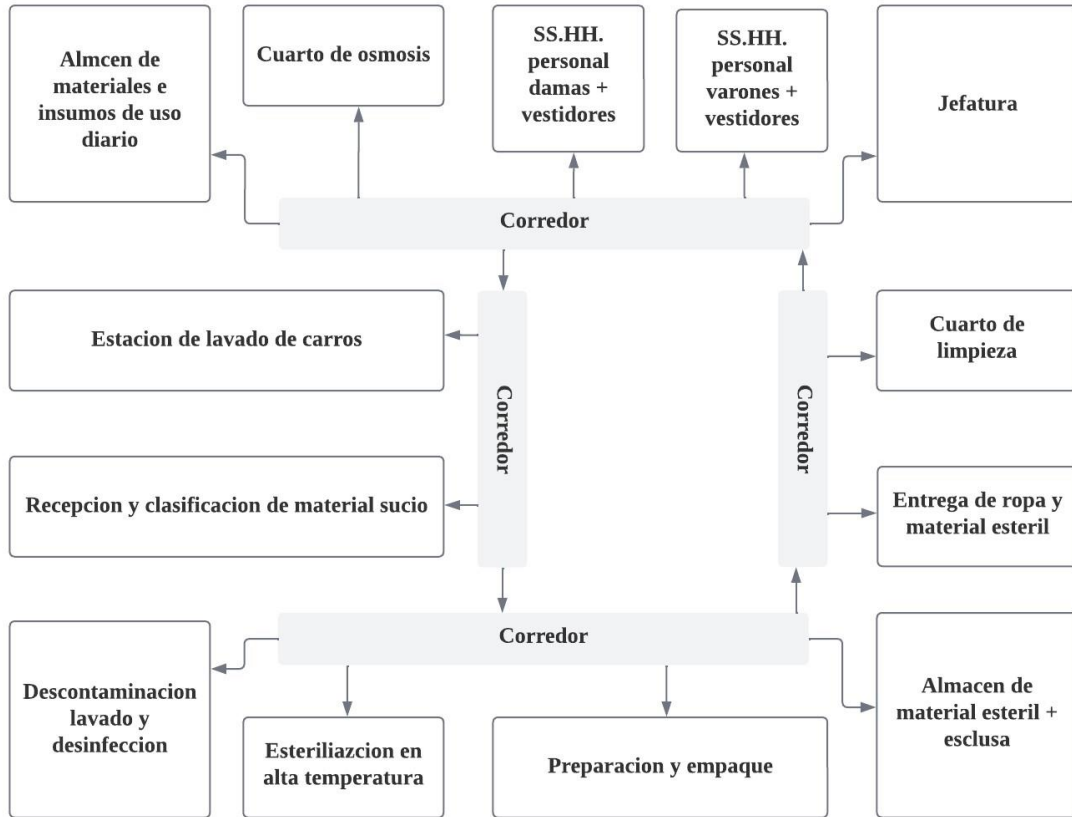 Almcen de
materiales e
insumos de uso
diario
Cuarto de osmosis
SS.HH.
personal
damas +
vestidores
SS.HH.
personal
varones +
vestidores
Jefatura
Corredor
Estacion de lavado de carros
Corredor
Corredor
Cuarto de
limpieza
Recepcion y clasificacion de material sucio
Entrega de ropa y
material esteril
Corredor
Descontaminacion
lavado y
desinfeccion
Esteriliazcion en
alta temperatura
Preparacion y empaque
Almacen de
material esteril +
esclusa